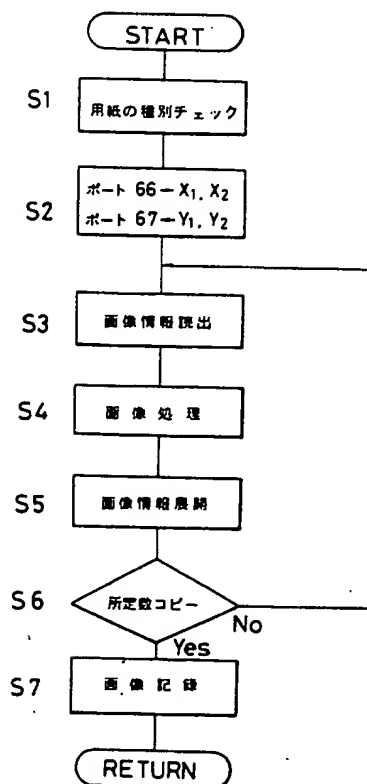 START
S1
用紙の種別チェック
S2
ポート 66−X₁, X₂
ポート 67−Y₁, Y₂
S3
画像情報読出
S4
画像処理
S5
画像情報展開
S6
所定数コピー
No
Yes
S7
画像記録
RETURN